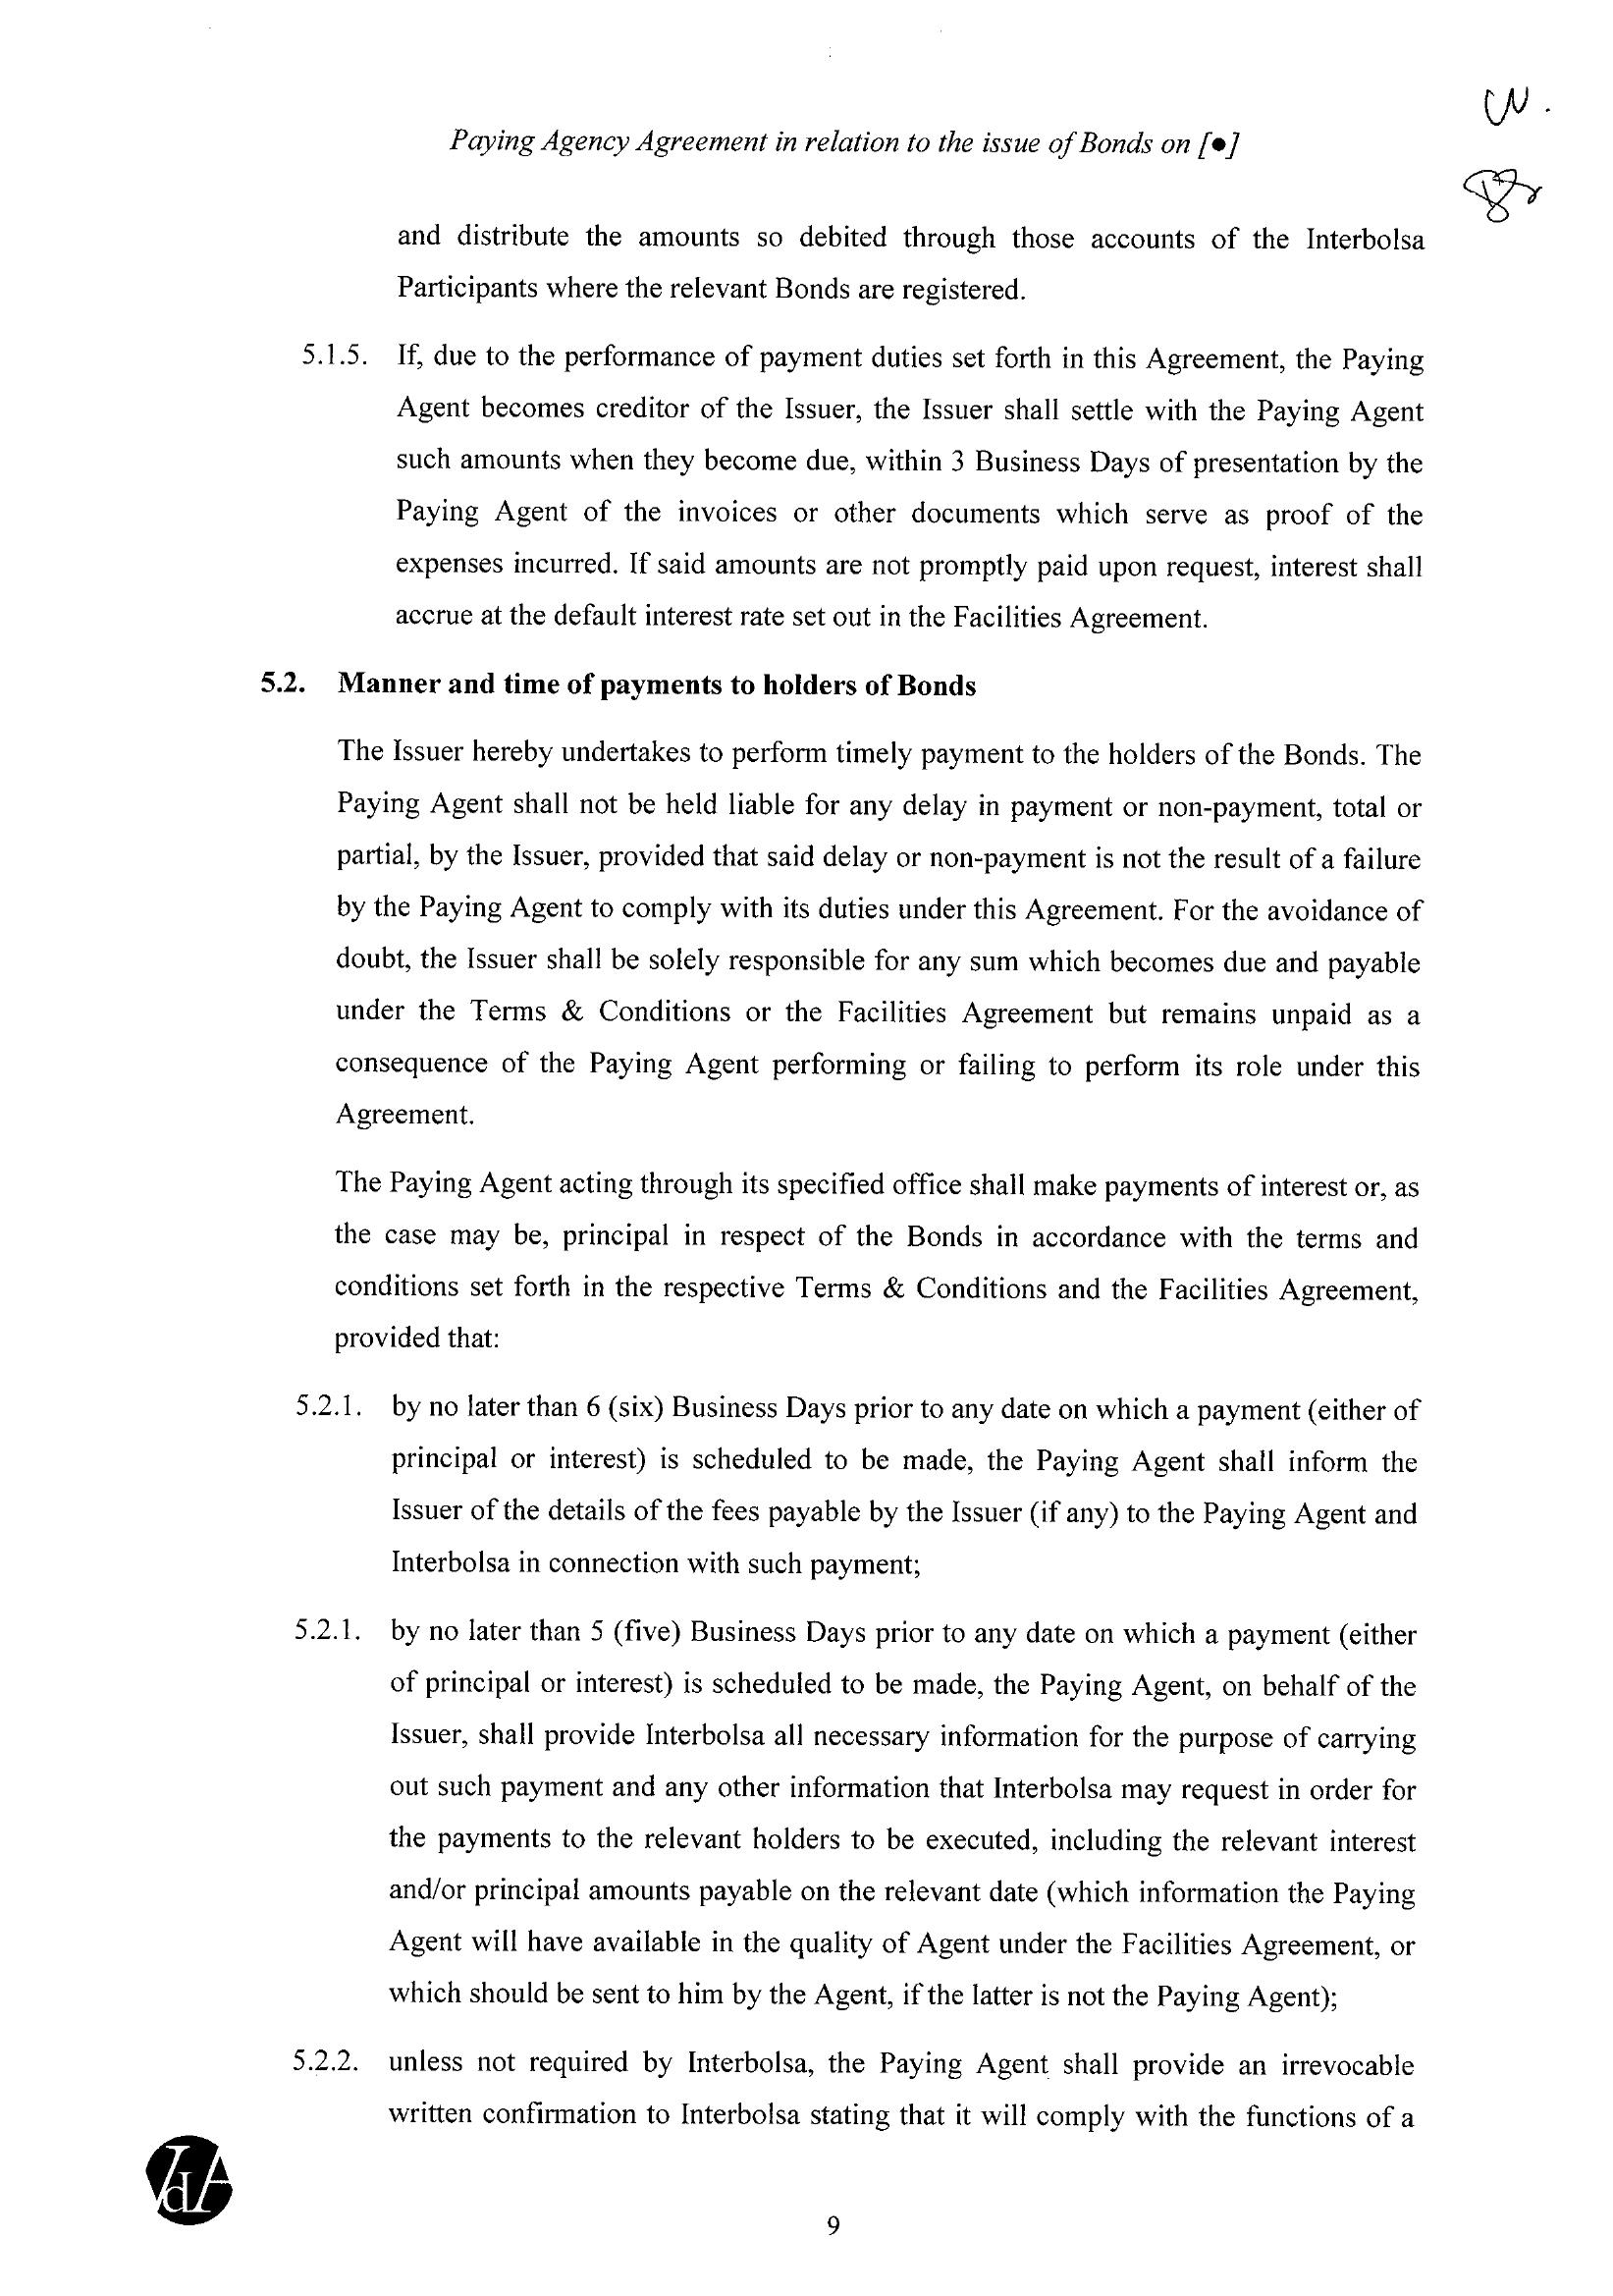 Paying Agency Agreement in relation to the issue of Bonds on [●]
and distribute the amounts so debited through those accounts of the Interbolsa
Participants where the relevant Bonds are registered.
5.1.5. If, due to the performance of payment duties set forth in this Agreement, the Paying
Agent becomes creditor of the Issuer, the Issuer shall settle with the Paying Agent
such amounts when they become due, within 3 Business Days of presentation by the
Paying Agent of the invoices or other documents which serve as proof of the
expenses incurred. If said amounts are not promptly paid upon request, interest shall
accrue at the default interest rate set out in the Facilities Agreement.
5.2. Manner and time of payments to holders of Bonds
The Issuer hereby undertakes to perform timely payment to the holders of the Bonds. The
Paying Agent shall not be held liable for any delay in payment or non-payment, total or
partial, by the Issuer, provided that said delay or non-payment is not the result of a failure
by the Paying Agent to comply with its duties under this Agreement. For the avoidance of
doubt, the Issuer shall be solely responsible for any sum which becomes due and payable
under the Terms & Conditions or the Facilities Agreement but remains unpaid as a
consequence of the Paying Agent performing or failing to perform its role under this
Agreement.
The Paying Agent acting through its specified office shall make payments of interest or, as
the case may be, principal in respect of the Bonds in accordance with the terms and
conditions set forth in the respective Terms & Conditions and the Facilities Agreement,
provided that:
5.2.1. by no later than 6 (six) Business Days prior to any date on which a payment (either of
principal or interest) is scheduled to be made, the Paying Agent shall inform the
Issuer of the details of the fees payable by the Issuer (if any) to the Paying Agent and
Interbolsa in connection with such payment;
5.2.1. by no later than 5 (five) Business Days prior to any date on which a payment (either
of principal or interest) is scheduled to be made, the Paying Agent, on behalf of the
Issuer, shall provide Interbolsa all necessary information for the purpose of carrying
out such payment and any other information that Interbolsa may request in order for
the payments to the relevant holders to be executed, including the relevant interest
and/or principal amounts payable on the relevant date (which information the Paying
Agent will have available in the quality of Agent under the Facilities Agreement, or
which should be sent to him by the Agent, if the latter is not the Paying Agent);
5.2.2. unless not required by Interbolsa, the Paying Agent shall provide an irrevocable
written confirmation to Interbolsa stating that it will comply with the functions of a
VdA
9